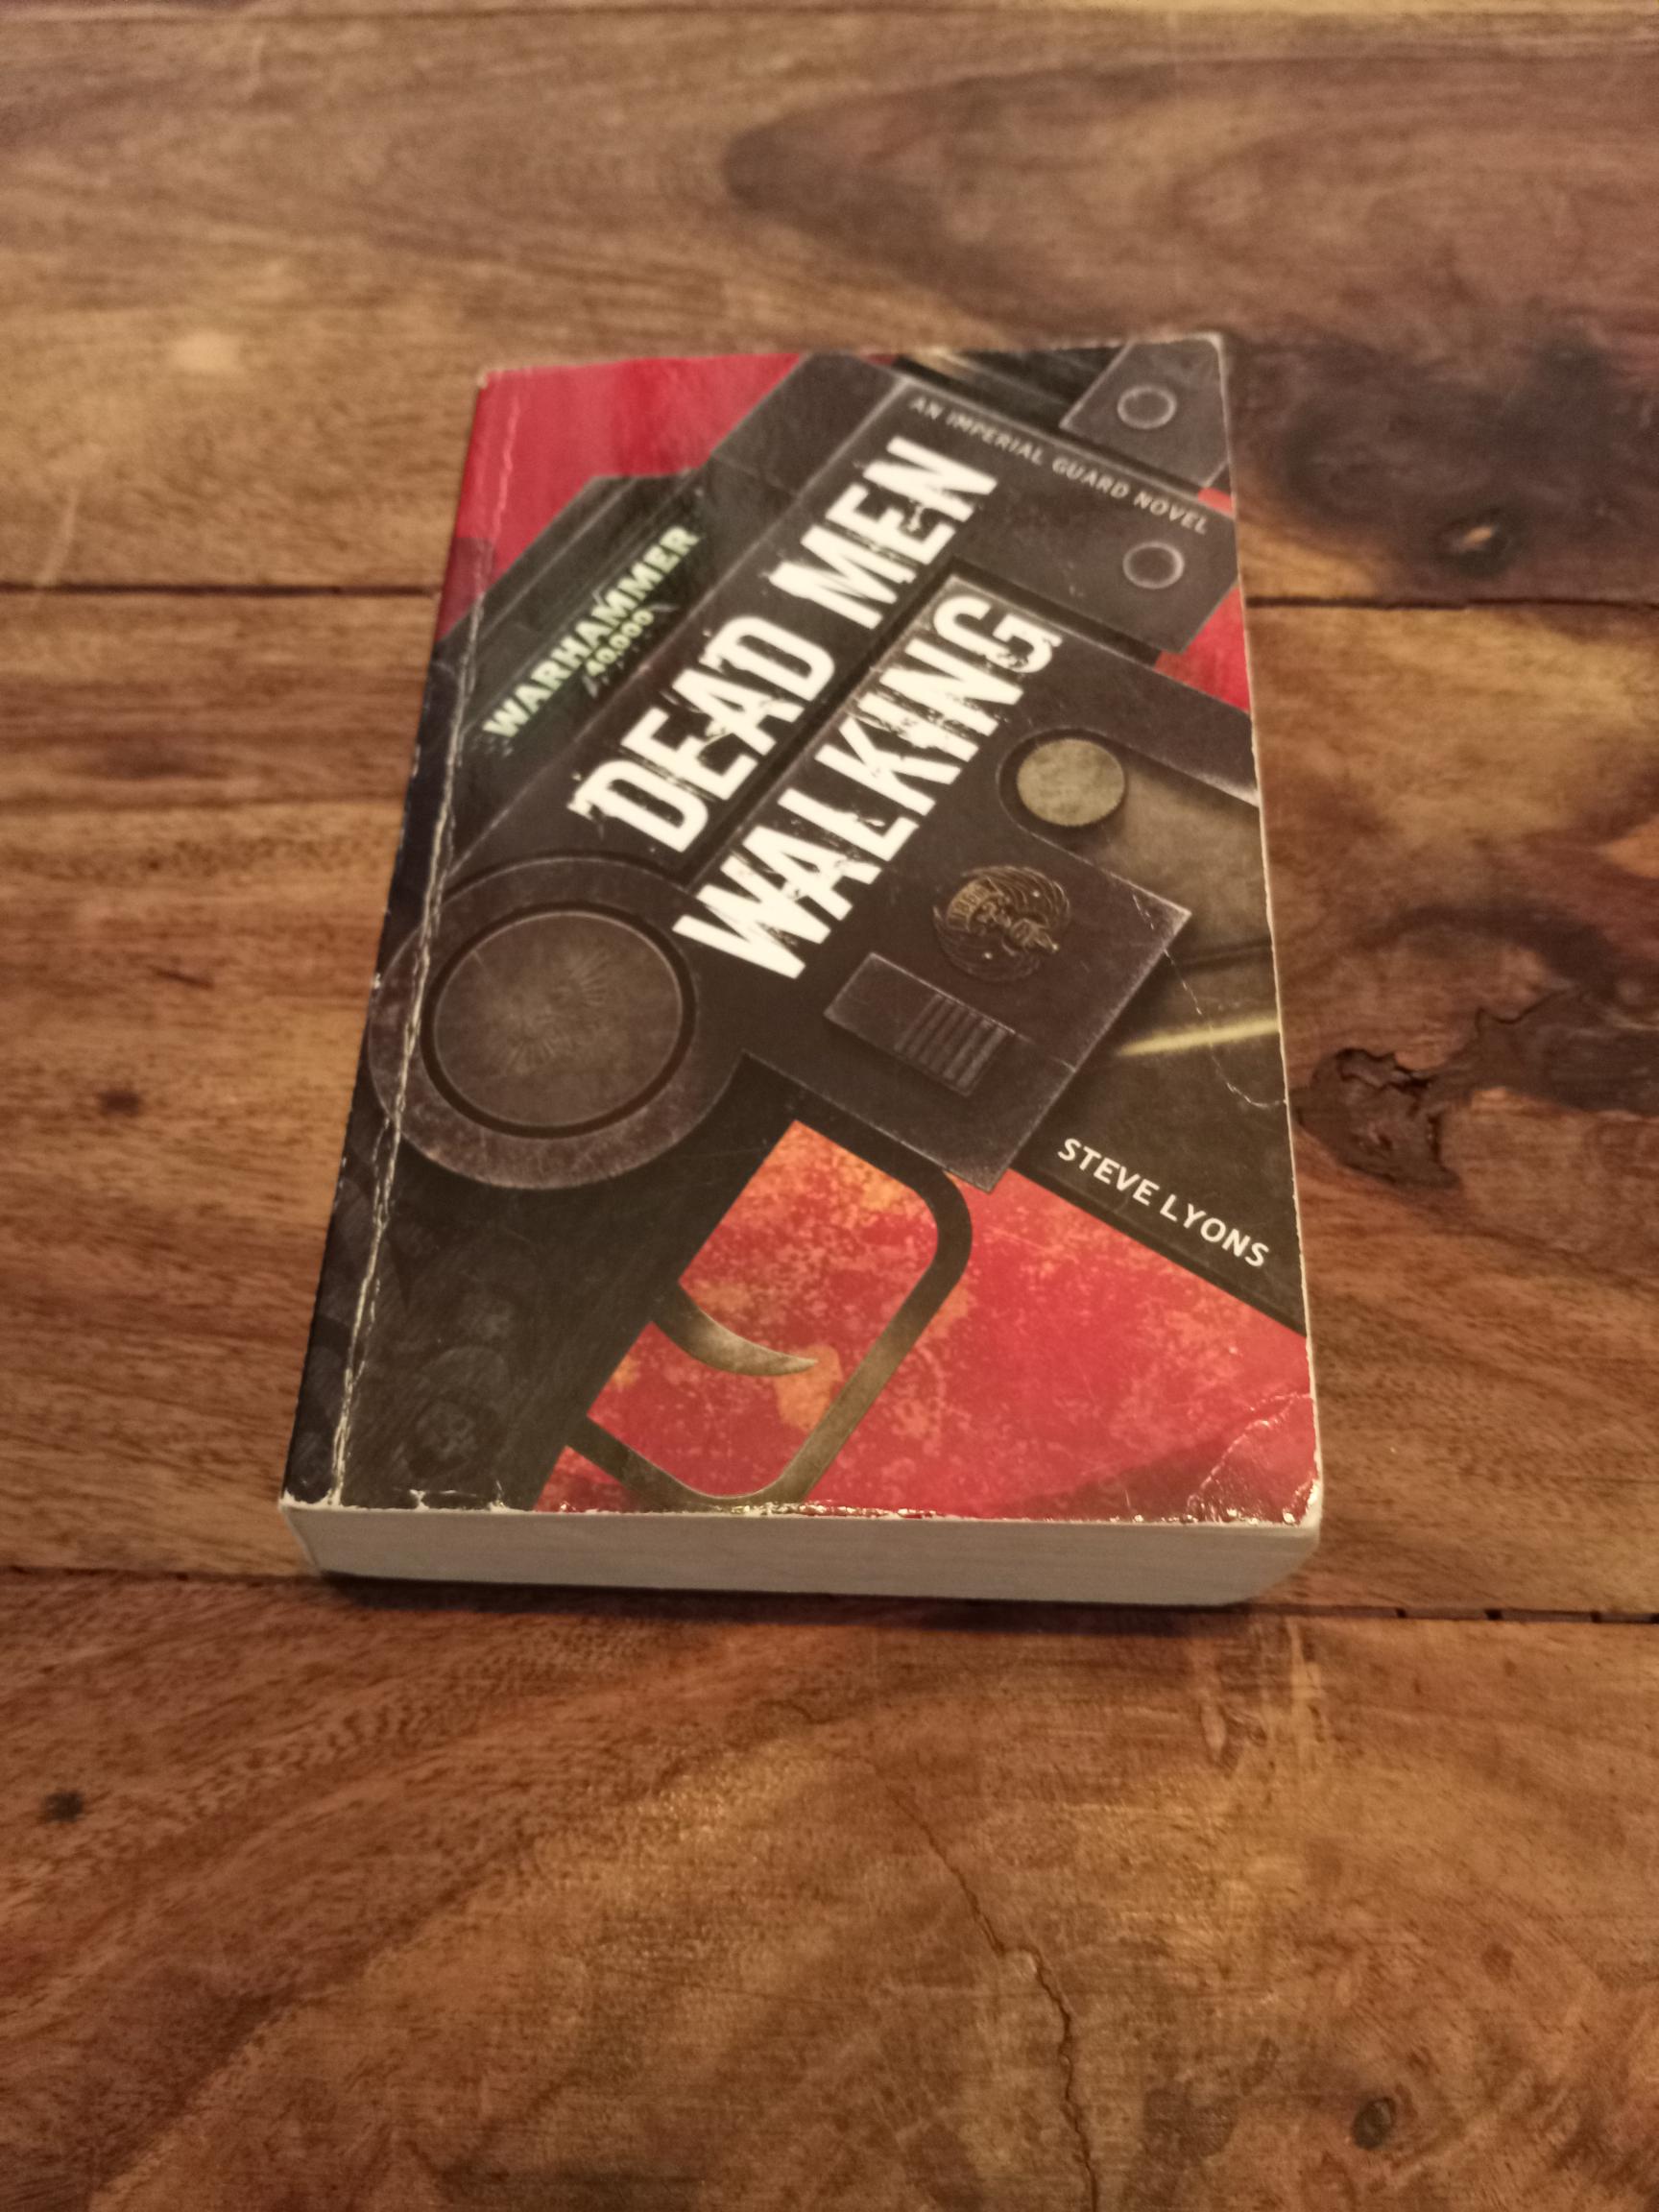 AN IMPERIAL GUARD NOVEL
WARHAMMER
40,000
DEAD MEN
WALKING
STEVE LYONS